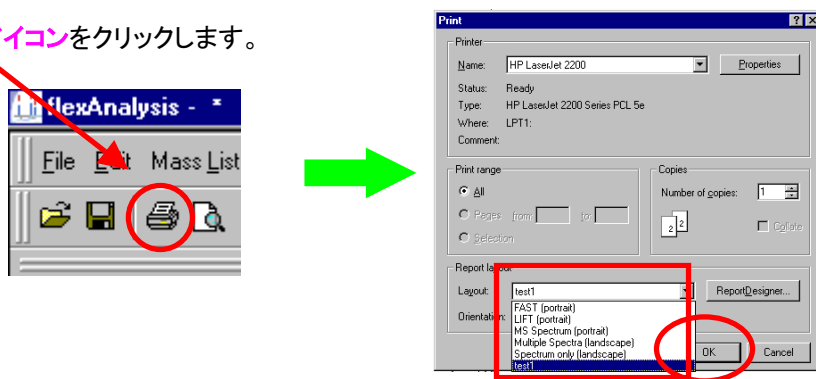 イコンをクリックします。
flexAnalysis - *
File Edit Mass List
Print
Printer
Name: HP LaserJet 2200 Properties
Status: Ready
Type: HP LaserJet 2200 Series PCL 5e
Where: LPT1:
Comment:
Print range
All
Pages from: to:
Selection
Copies
Number of copies: 1
2 2
Collate
Report layout
Layout: test1 ReportDesigner...
Orientation:
FAST (portrait)
LIFT (portrait)
MS Spectrum (portrait)
Multiple Spectra (landscape)
Spectrum only (landscape)
test1
OK Cancel